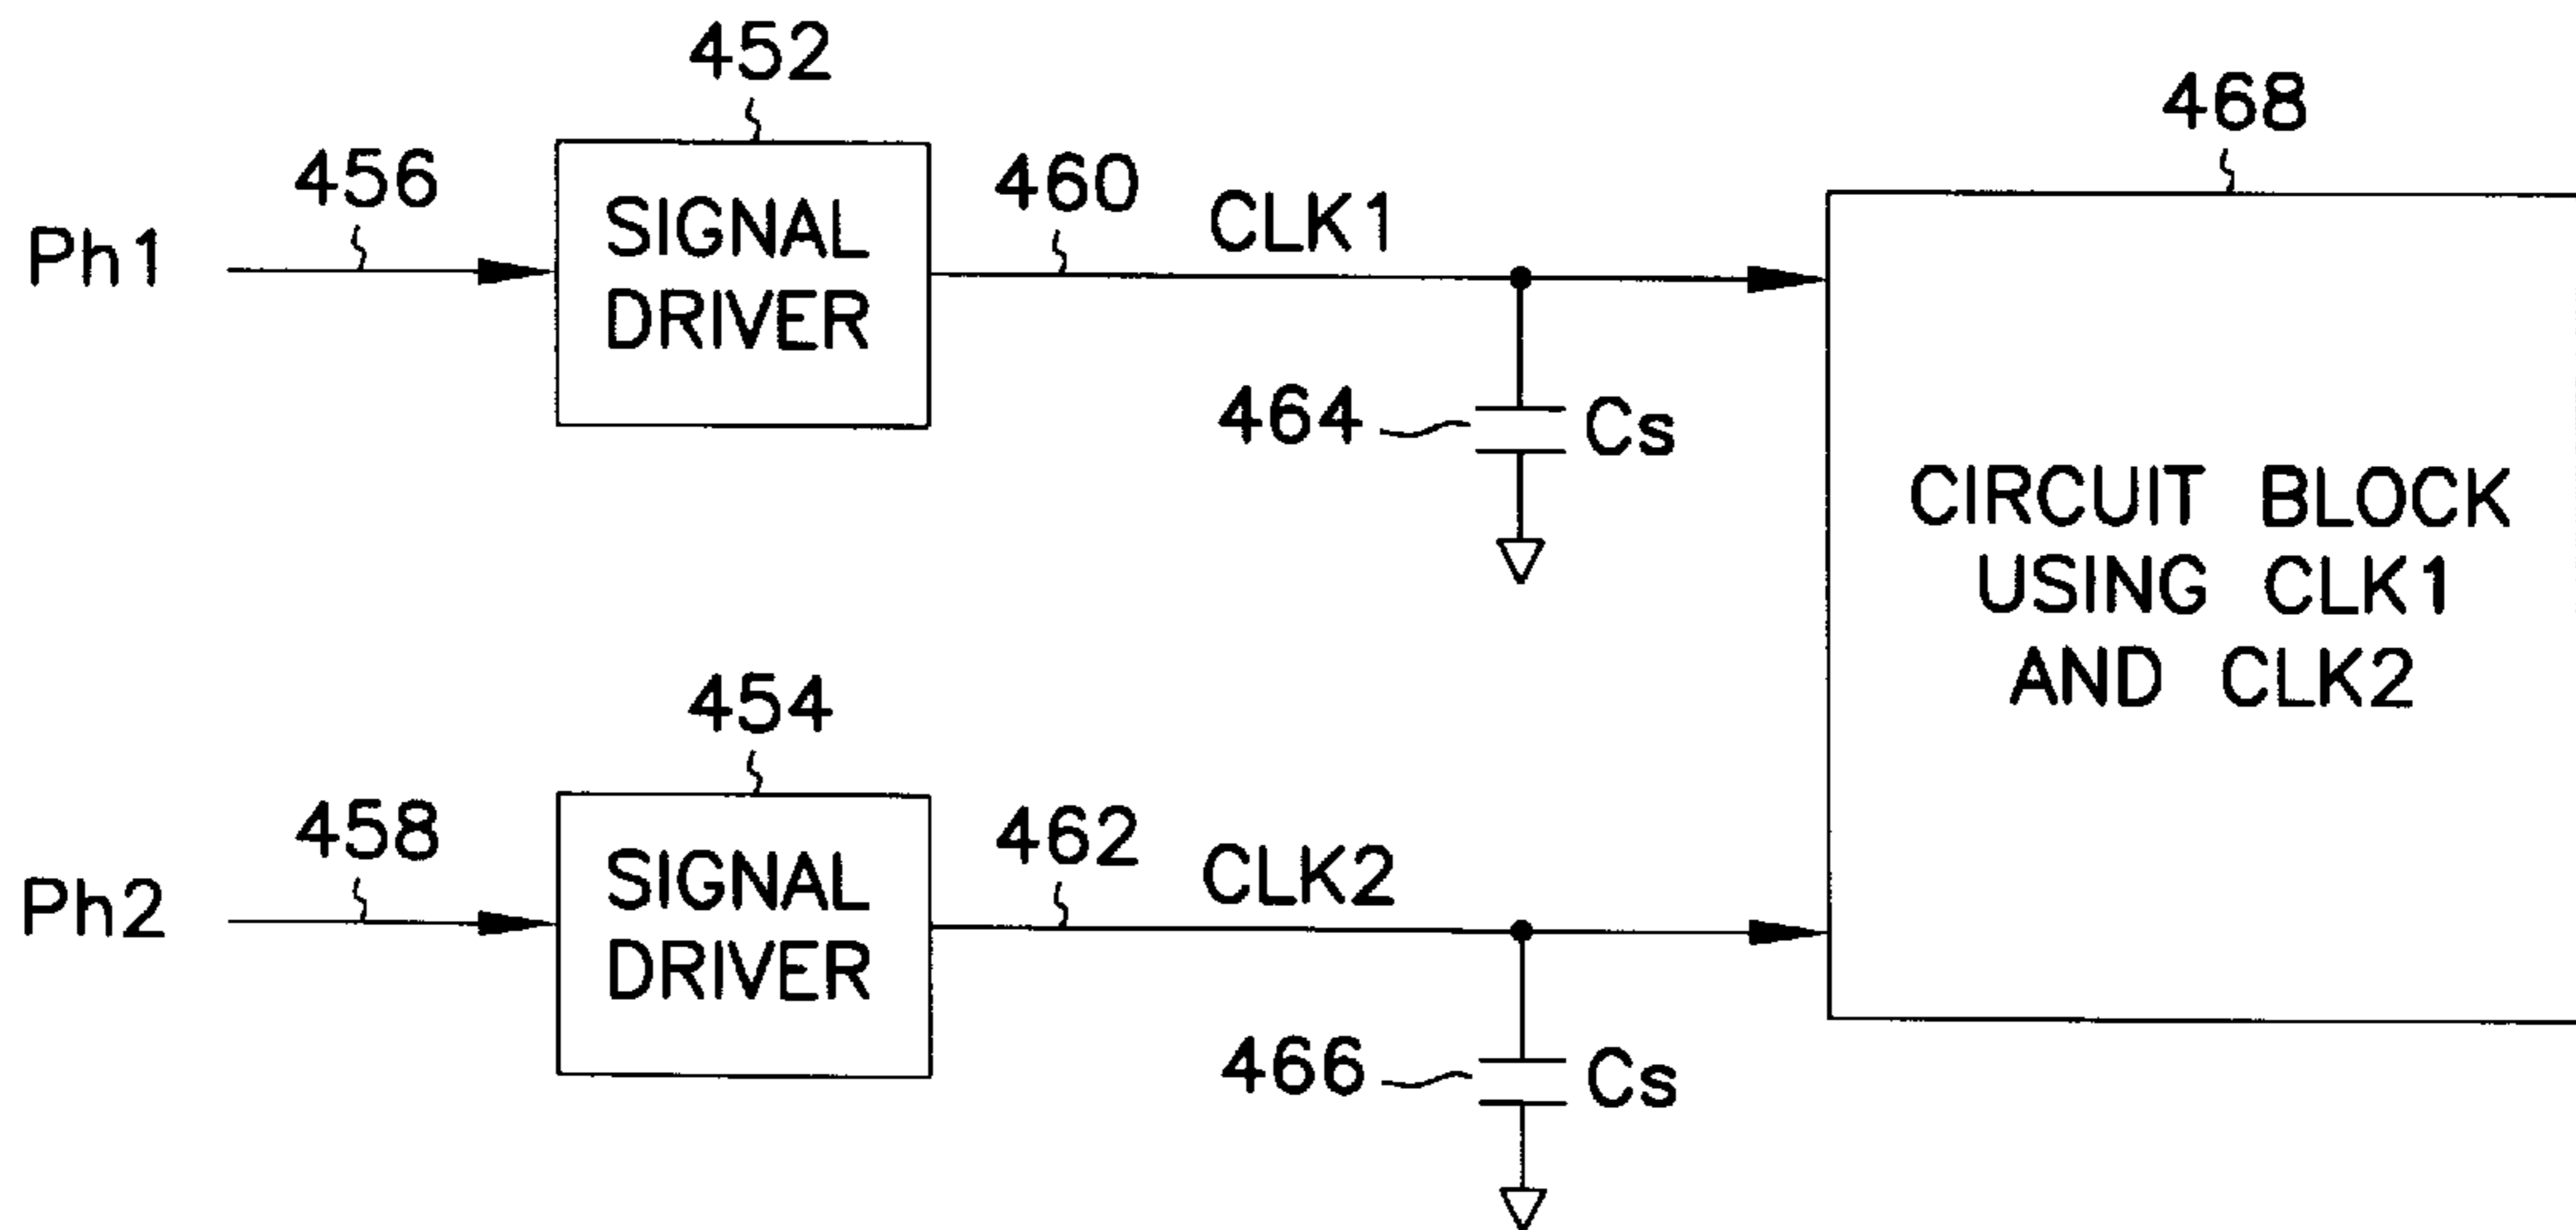 452
468
456
460
CLK1
Ph1
SIGNAL
DRIVER
464
Cs
CIRCUIT BLOCK
USING CLK1
AND CLK2
454
458
462
CLK2
Ph2
SIGNAL
DRIVER
466
Cs